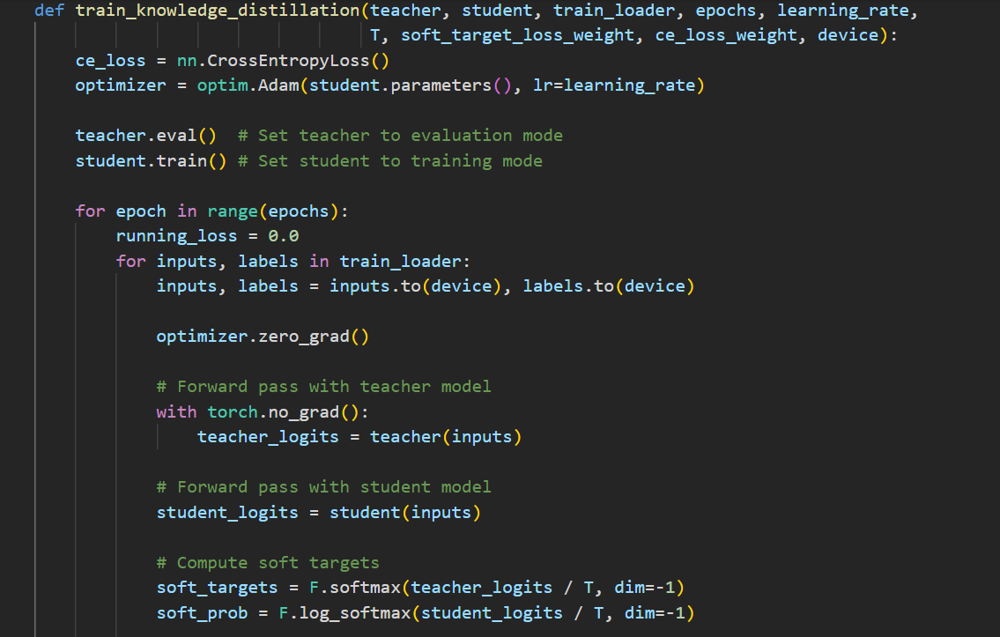 def train_knowledge_distillation(teacher, student, train_loader, epochs, learning_rate,
T, soft_target_loss_weight, ce_loss_weight, device):
ce_loss = nn.CrossEntropyLoss()
optimizer = optim.Adam(student.parameters(), lr=learning_rate)
teacher.eval()  # Set teacher to evaluation mode
student.train() # Set student to training mode
for epoch in range(epochs):
running_loss = 0.0
for inputs, labels in train_loader:
inputs, labels = inputs.to(device), labels.to(device)
optimizer.zero_grad()
# Forward pass with teacher model
with torch.no_grad():
teacher_logits = teacher(inputs)
# Forward pass with student model
student_logits = student(inputs)
# Compute soft targets
soft_targets = F.softmax(teacher_logits / T, dim=-1)
soft_prob = F.log_softmax(student_logits / T, dim=-1)